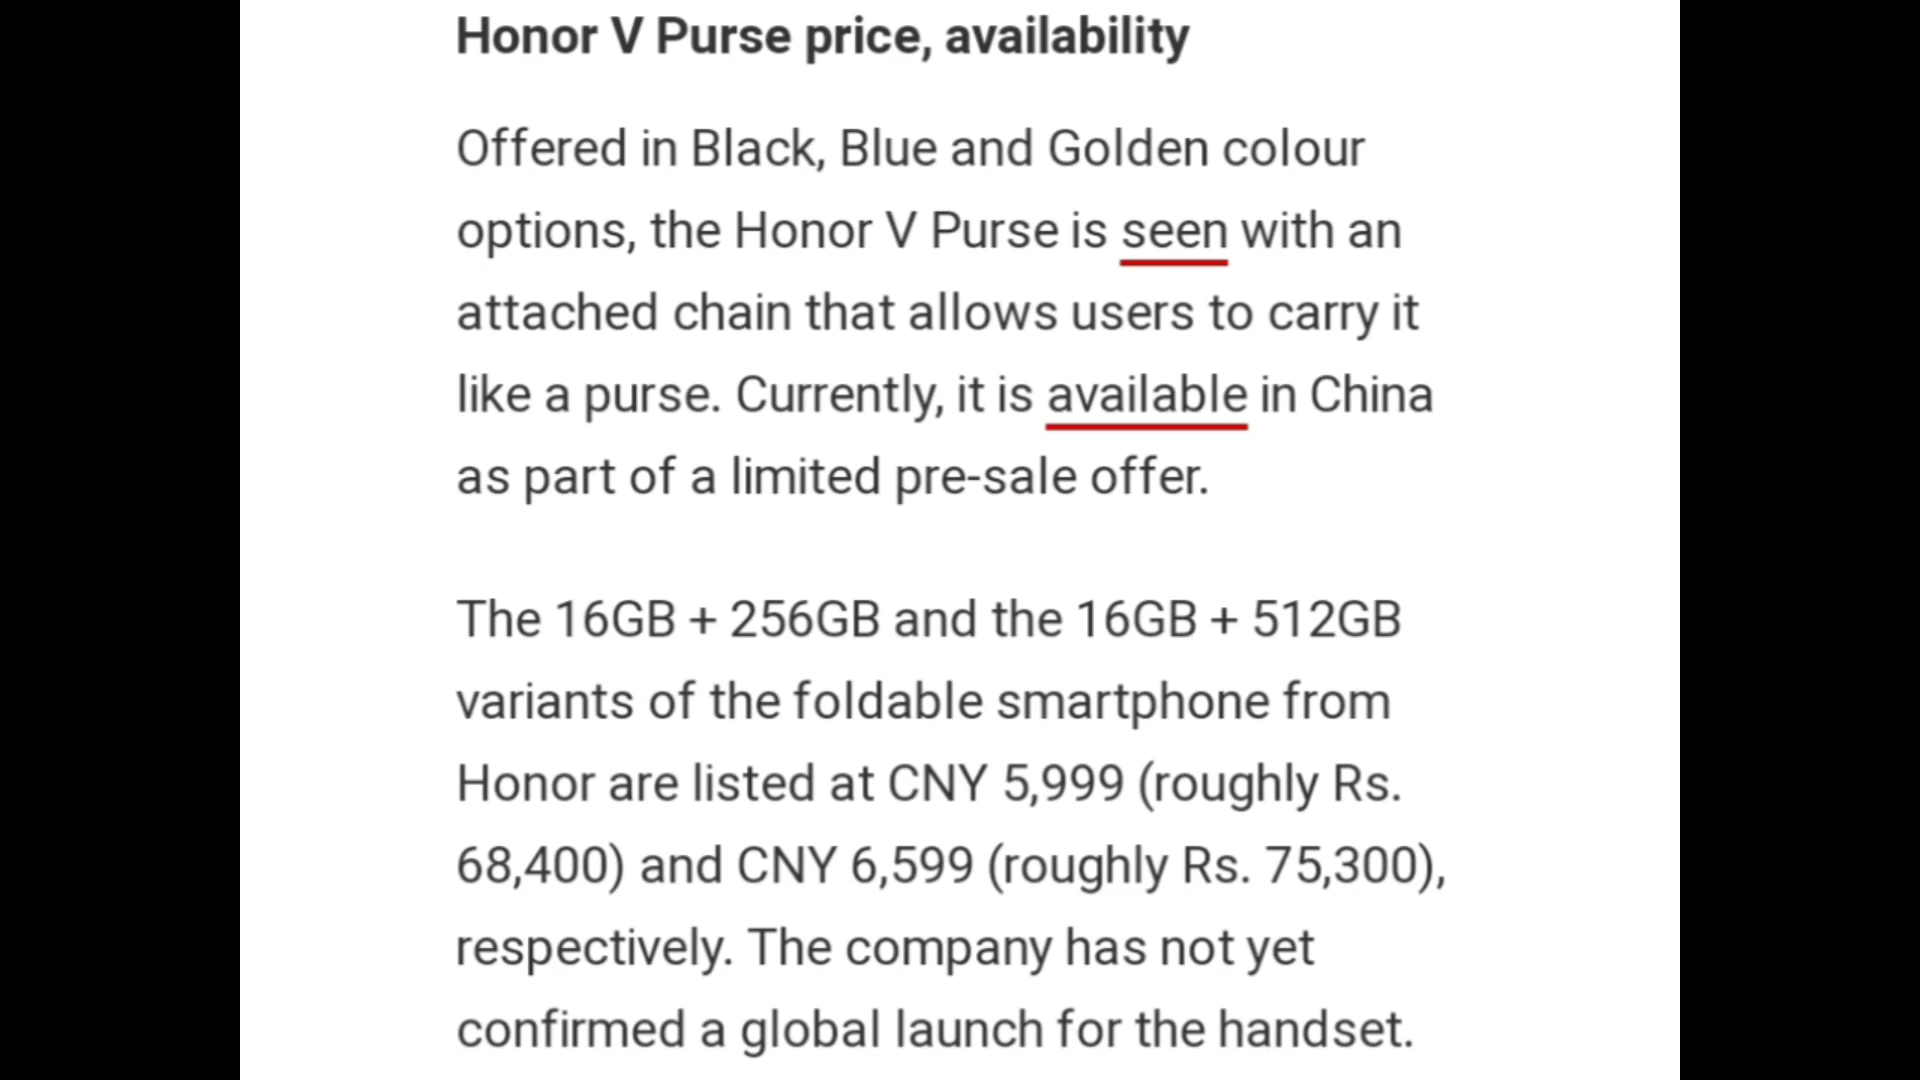 Honor V Purse price, availability
Offered in Black, Blue and Golden colour
options, the Honor V Purse is seen with an
attached chain that allows users to carry it
like a purse. Currently, it is available in China
as part of a limited pre-sale offer.
The 16GB + 256GB and the 16GB + 512GB
variants of the foldable smartphone from
Honor are listed at CNY 5,999 (roughly Rs.
68,400) and CNY 6,599 (roughly Rs. 75,300),
respectively. The company has not yet
confirmed a global launch for the handset.